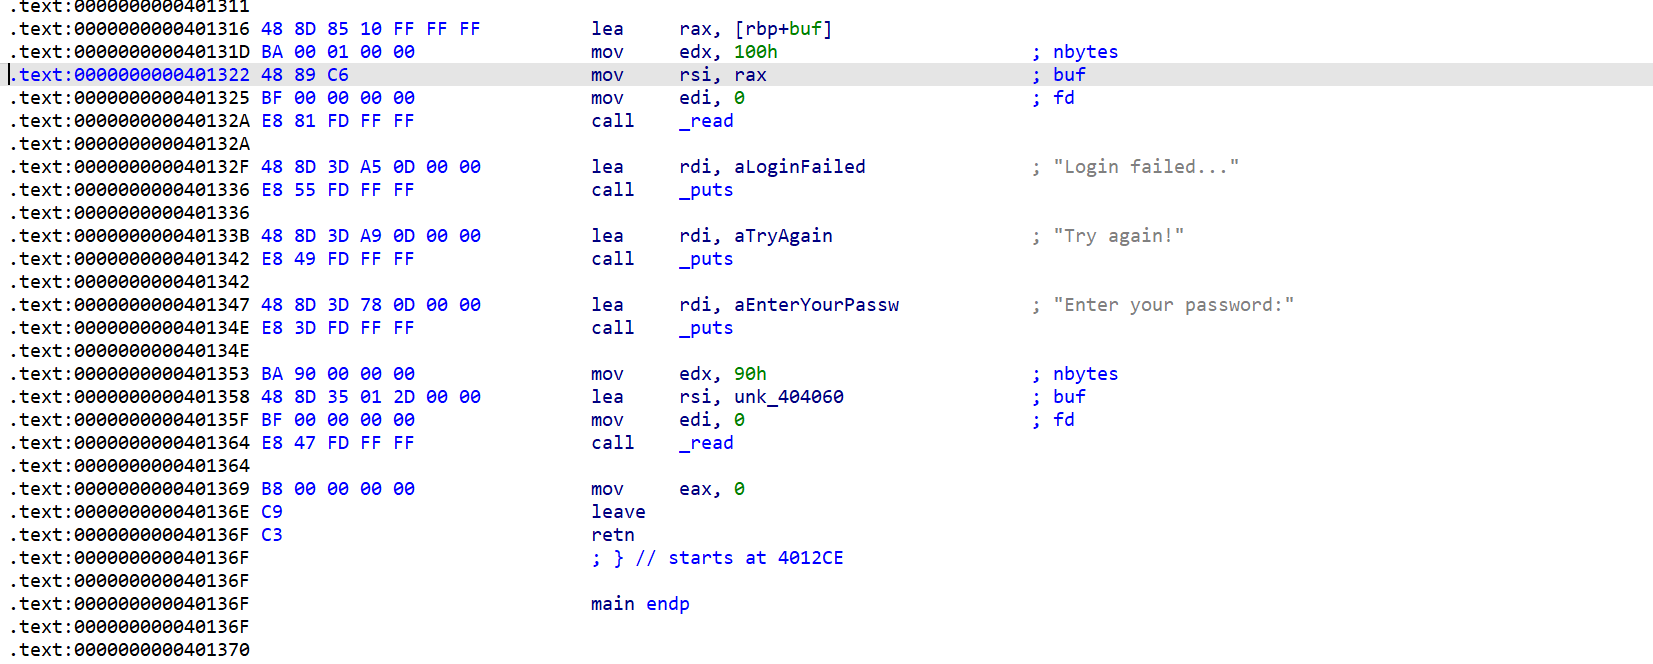 .text:0000000000401311
.text:0000000000401316 48 8D 85 10 FF FF FF lea rax, [rbp+buf]
.text:000000000040131D BA 00 01 00 00 mov edx, 100h ; nbytes
.text:0000000000401322 48 89 C6 mov rsi, rax ; buf
.text:0000000000401325 BF 00 00 00 00 mov edi, 0 ; fd
.text:000000000040132A E8 81 FD FF FF call _read
.text:000000000040132A
.text:000000000040132F 48 8D 3D A5 0D 00 00 lea rdi, aLoginFailed ; "Login failed..."
.text:0000000000401336 E8 55 FD FF FF call _puts
.text:0000000000401336
.text:000000000040133B 48 8D 3D A9 0D 00 00 lea rdi, aTryAgain ; "Try again!"
.text:0000000000401342 E8 49 FD FF FF call _puts
.text:0000000000401342
.text:0000000000401347 48 8D 3D 78 0D 00 00 lea rdi, aEnterYourPassw ; "Enter your password:"
.text:000000000040134E E8 3D FD FF FF call _puts
.text:000000000040134E
.text:0000000000401353 BA 90 00 00 00 mov edx, 90h ; nbytes
.text:0000000000401358 48 8D 35 01 2D 00 00 lea rsi, unk_404060 ; buf
.text:000000000040135F BF 00 00 00 00 mov edi, 0 ; fd
.text:0000000000401364 E8 47 FD FF FF call _read
.text:0000000000401364
.text:0000000000401369 B8 00 00 00 00 mov eax, 0
.text:000000000040136E C9 leave
.text:000000000040136F C3 retn
.text:000000000040136F ; } // starts at 4012CE
.text:000000000040136F
.text:000000000040136F main endp
.text:000000000040136F
.text:0000000000401370